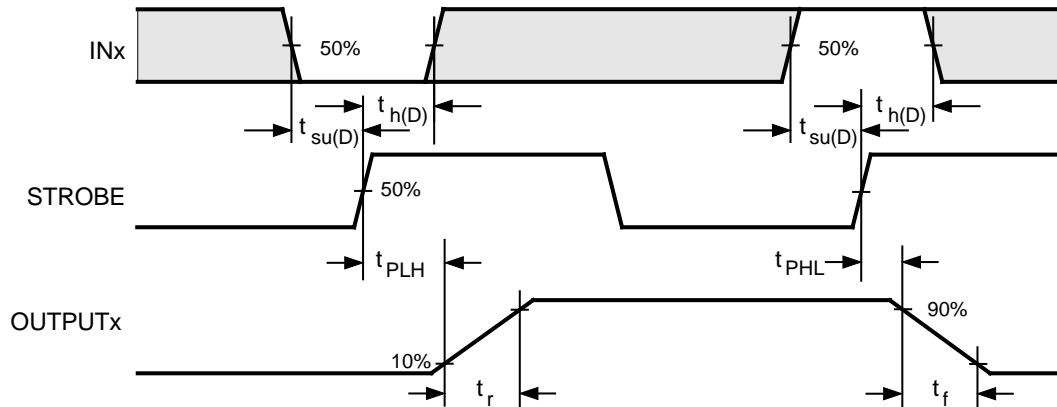 INx
50%
50%
t h(D)
t h(D)
t su(D)
t su(D)
STROBE
50%
t PLH
t PHL
OUTPUTx
90%
10%
t r
t f